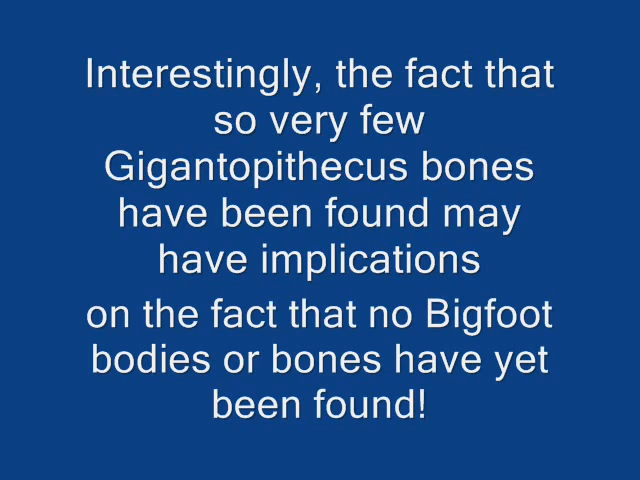 Interestingly, the fact that
so very few
Gigantopithecus bones
have been found may
have implications
on the fact that no Bigfoot
bodies or bones have yet
been found!